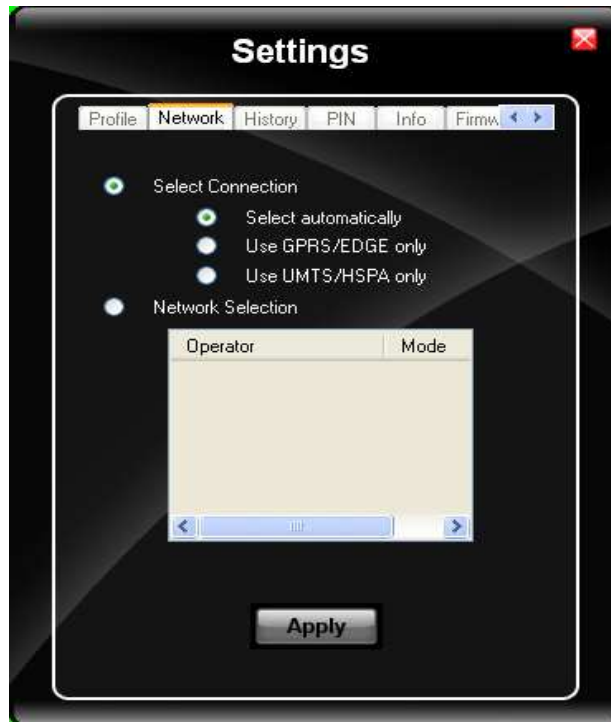 Settings
Profile Network History PIN Info Firmw
Select Connection
Select automatically
Use GPRS/EDGE only
Use UMTS/HSPA only
Network Selection
Operator Mode
Apply